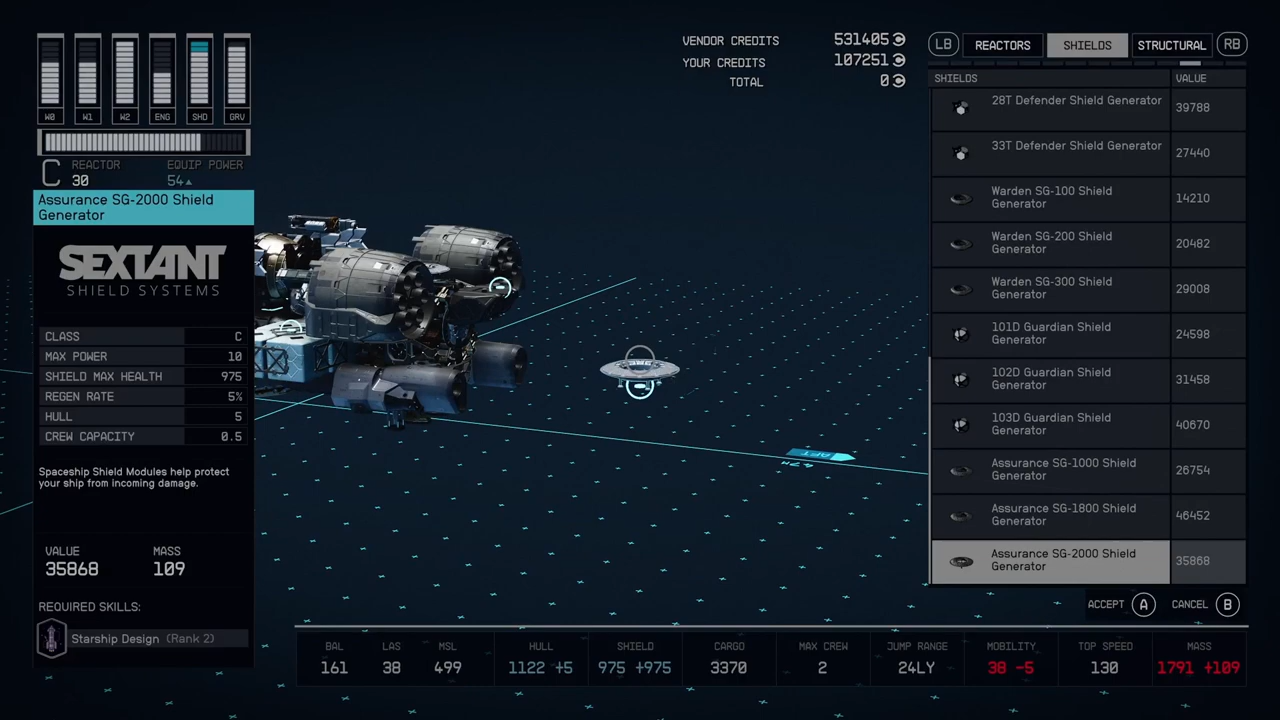 VENDOR CREDITS 531405
YOUR CREDITS 107251
TOTAL 0
LB REACTORS SHIELDS STRUCTURAL RB
W0 W1 W2 ENG SHD GRV
C REACTOR 30 EQUIP POWER 54
Assurance SG-2000 Shield
Generator
SEXTANT
SHIELD SYSTEMS
CLASS C
MAX POWER 10
SHIELD MAX HEALTH 975
REGEN RATE 5%
HULL 5
CREW CAPACITY 0.5
Spaceship Shield Modules help protect
your ship from incoming damage.
VALUE MASS
35868 109
REQUIRED SKILLS:
Starship Design (Rank 2)
AFT
47M
SHIELDS VALUE
28T Defender Shield Generator 39788
33T Defender Shield Generator 27440
Warden SG-100 Shield
Generator 14210
Warden SG-200 Shield
Generator 20482
Warden SG-300 Shield
Generator 29008
101D Guardian Shield
Generator 24598
102D Guardian Shield
Generator 31458
103D Guardian Shield
Generator 40670
Assurance SG-1000 Shield
Generator 26754
Assurance SG-1800 Shield
Generator 46452
Assurance SG-2000 Shield
Generator 35868
ACCEPT A CANCEL B
BAL LAS MSL HULL SHIELD CARGO MAX CREW JUMP RANGE MOBILITY TOP SPEED MASS
161 38 499 1122 +5 975 +975 3370 2 24LY 38 -5 130 1791 +109